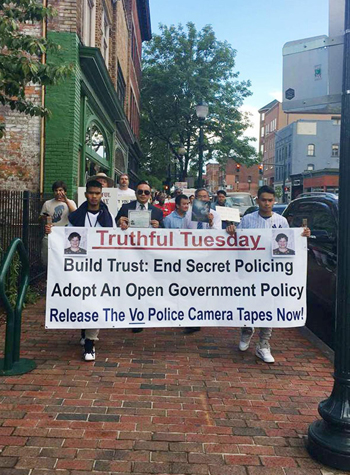 Truthful Tuesday
Build Trust: End Secret Policing
Adopt An Open Government Policy
Release The Vo Police Camera Tapes Now!